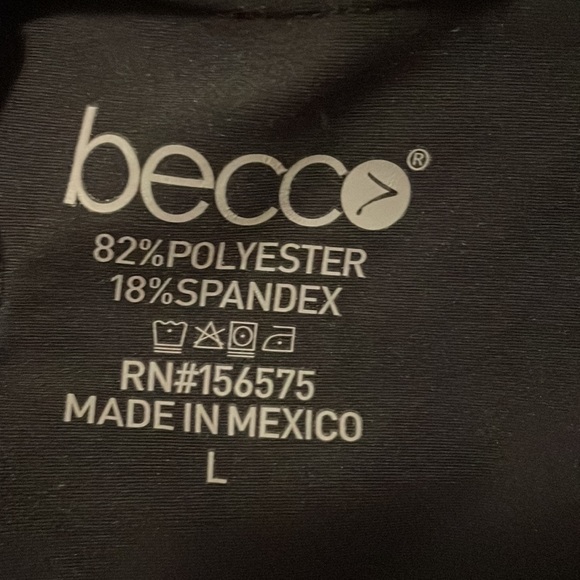 becco®
82%POLYESTER
18%SPANDEX
RN#156575
MADE IN MEXICO
L